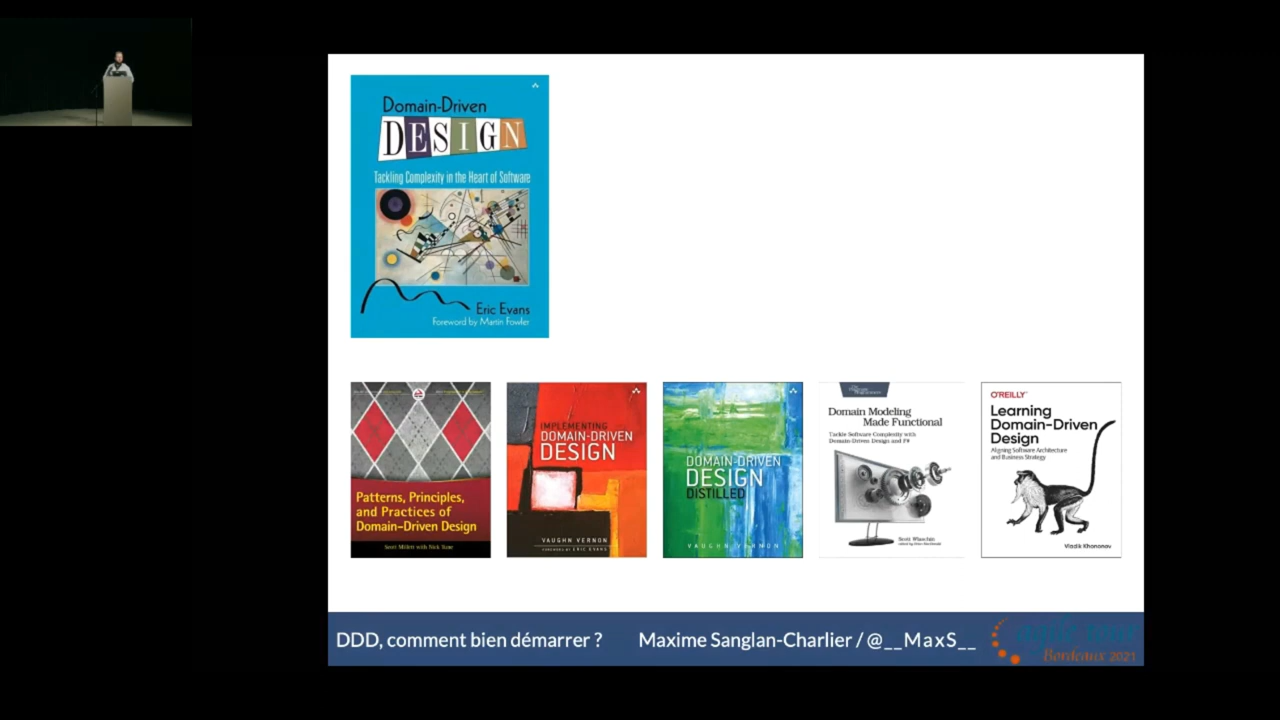 Domain-Driven
DESIGN
Tackling Complexity in the Heart of Software
Eric Evans
Foreword by Martin Fowler
Patterns, Principles,
and Practices of
Domain-Driven Design
Scott Millett with Nick Tune
IMPLEMENTING
DOMAIN-DRIVEN
DESIGN
VAUGHN VERNON
FOREWORD BY ERIC EVANS
DOMAIN-DRIVEN
DESIGN
DISTILLED
VAUGHN VERNON
Domain Modeling
Made Functional
Tackle Software Complexity with
Domain-Driven Design and F#
Scott Wlaschin
O'REILLY
Learning
Domain-Driven
Design
Aligning Software Architecture
and Business Strategy
Vladik Khononov
DDD, comment bien démarrer ?
Maxime Sanglan-Charlier / @__MaxS__
agile tour
Bordeaux 2021